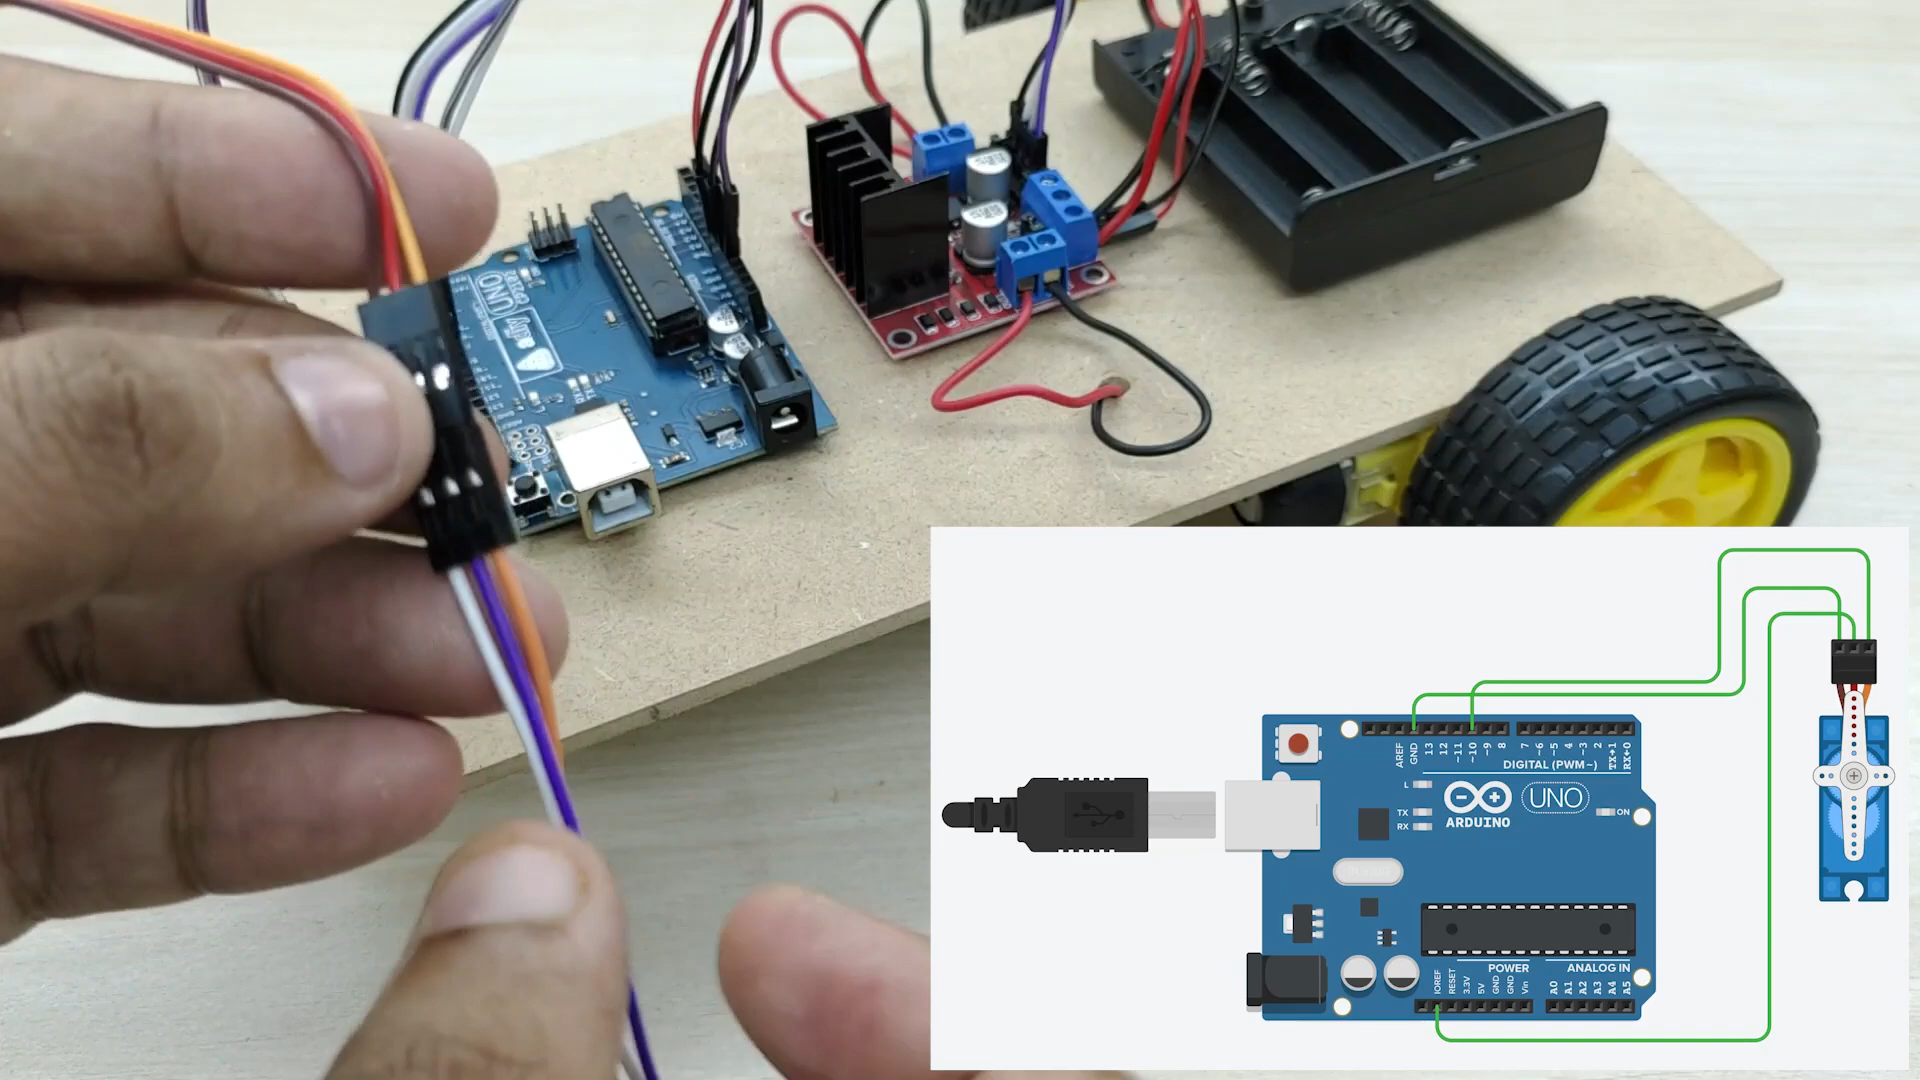 UNO
AREF
GND
13
12
~11
~10
~9
8
7
~6
~5
4
~3
2
TX→1
RX←0
DIGITAL (PWM~)
L
TX
RX
ARDUINO
UNO
ON
POWER
ANALOG IN
IOREF
RESET
3.3V
5V
GND
GND
Vin
A0
A1
A2
A3
A4
A5